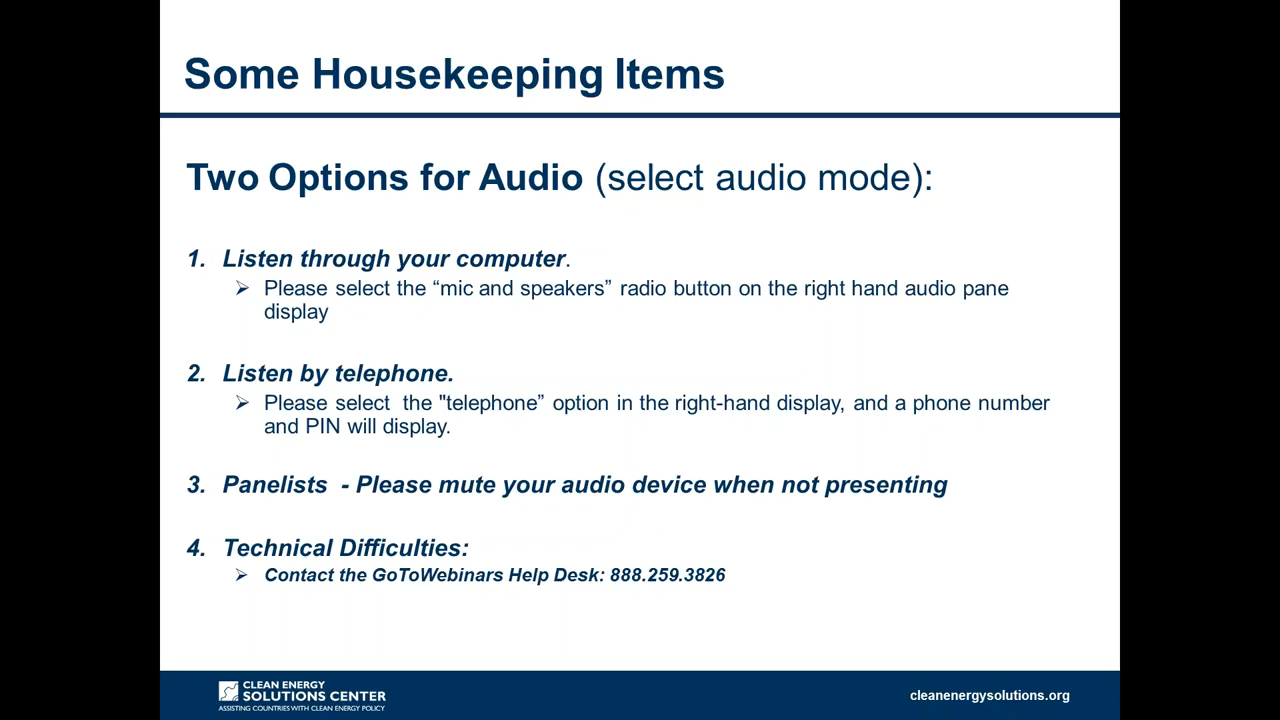 Some Housekeeping Items
Two Options for Audio (select audio mode):
1. Listen through your computer.
➢ Please select the “mic and speakers” radio button on the right hand audio pane
display
2. Listen by telephone.
➢ Please select  the "telephone” option in the right-hand display, and a phone number
and PIN will display.
3. Panelists  - Please mute your audio device when not presenting
4. Technical Difficulties:
➢ Contact the GoToWebinars Help Desk: 888.259.3826
CLEAN ENERGY
SOLUTIONS CENTER
ASSISTING COUNTRIES WITH CLEAN ENERGY POLICY
cleanenergysolutions.org